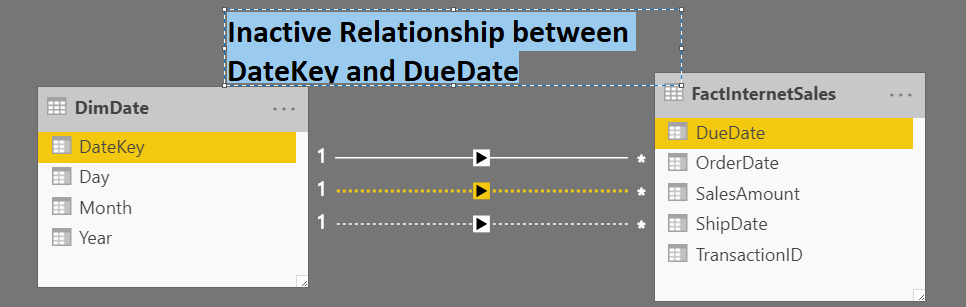 Inactive Relationship between
DateKey and DueDate
DimDate ...
DateKey
Day
Month
Year
1 *
1 *
1 *
FactInternetSales ...
DueDate
OrderDate
SalesAmount
ShipDate
TransactionID